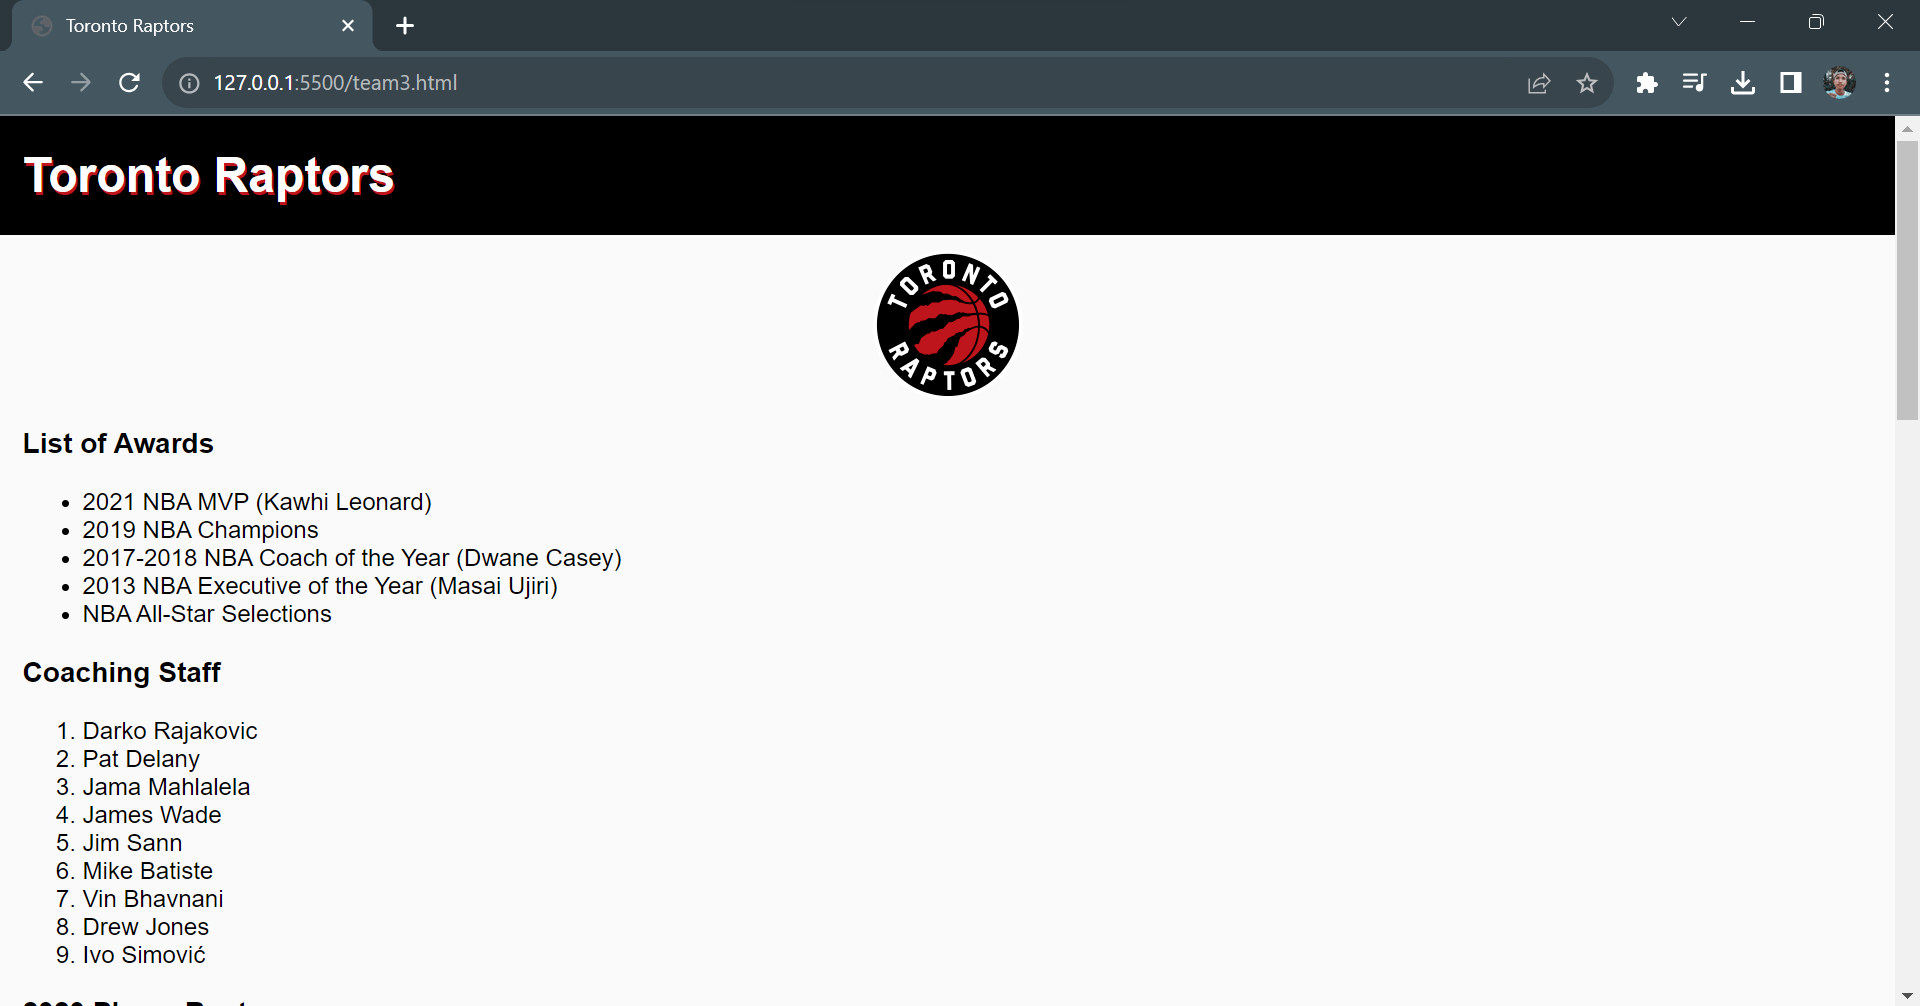 Toronto Raptors
127.0.0.1:5500/team3.html
Toronto Raptors
TORONTO
RAPTORS
List of Awards
• 2021 NBA MVP (Kawhi Leonard)
• 2019 NBA Champions
• 2017-2018 NBA Coach of the Year (Dwane Casey)
• 2013 NBA Executive of the Year (Masai Ujiri)
• NBA All-Star Selections
Coaching Staff
1. Darko Rajakovic
2. Pat Delany
3. Jama Mahlalela
4. James Wade
5. Jim Sann
6. Mike Batiste
7. Vin Bhavnani
8. Drew Jones
9. Ivo Simović